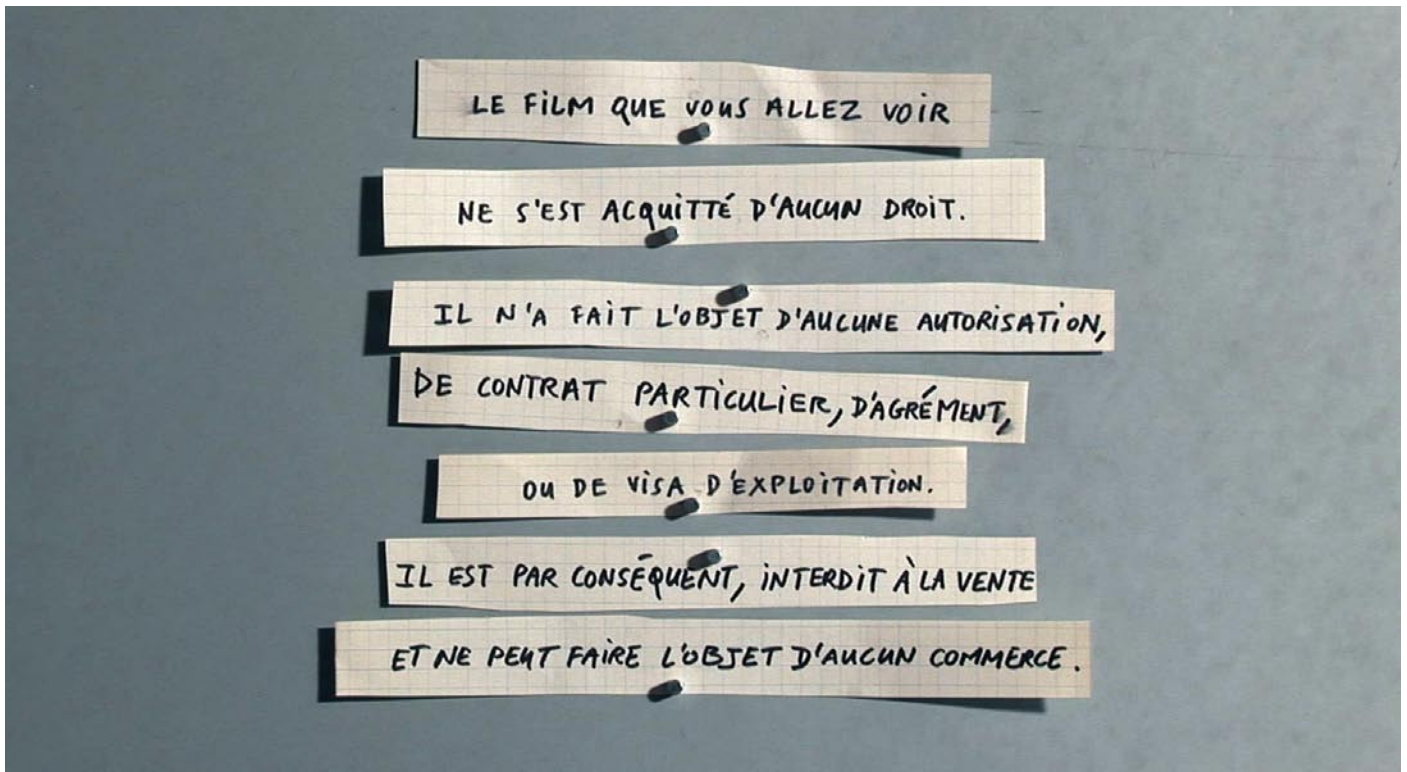 LE FILM QUE VOUS ALLEZ VOIR
NE S'EST ACQUITTÉ D'AUCUN DROIT.
IL N'A FAIT L'OBJET D'AUCUNE AUTORISATION,
DE CONTRAT PARTICULIER, D'AGRÉMENT,
OU DE VISA D'EXPLOITATION.
IL EST PAR CONSÉQUENT, INTERDIT À LA VENTE
ET NE PEUT FAIRE L'OBJET D'AUCUN COMMERCE.